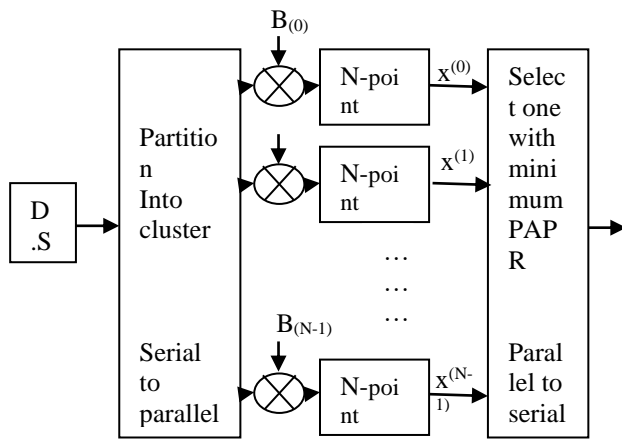 B(0)
N-poi
nt
x(0)
Selec
t one
with
mini
mum
PAP
R
Partitio
n
Into
cluster
N-poi
nt
x(1)
D
.S
…
…
…
B(N-1)
Serial
to
parallel
N-poi
nt
x(N-
1)
Paral
lel to
serial